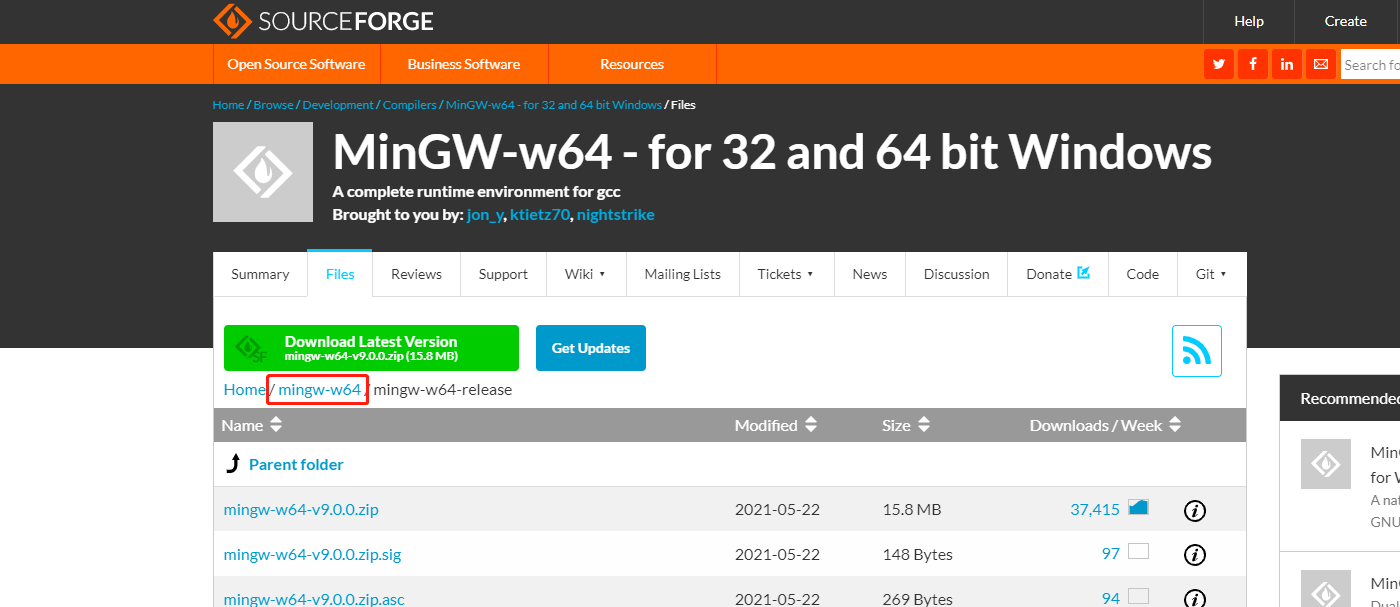 SOURCEFORGE
Help
Create
Open Source Software
Business Software
Resources
Search fo
Home / Browse / Development / Compilers / MinGW-w64 - for 32 and 64 bit Windows / Files
MinGW-w64 - for 32 and 64 bit Windows
A complete runtime environment for gcc
Brought to you by: jon_y, ktietz70, nightstrike
Summary
Files
Reviews
Support
Wiki
Mailing Lists
Tickets
News
Discussion
Donate
Code
Git
Download Latest Version
mingw-w64-v9.0.0.zip (15.8 MB)
Get Updates
Home / mingw-w64 / mingw-w64-release
Name Modified Size Downloads / Week
Parent folder
mingw-w64-v9.0.0.zip 2021-05-22 15.8 MB 37,415
mingw-w64-v9.0.0.zip.sig 2021-05-22 148 Bytes 97
mingw-w64-v9.0.0.zip.asc 2021-05-22 269 Bytes 94
Recommended
for W
A nat
GNU